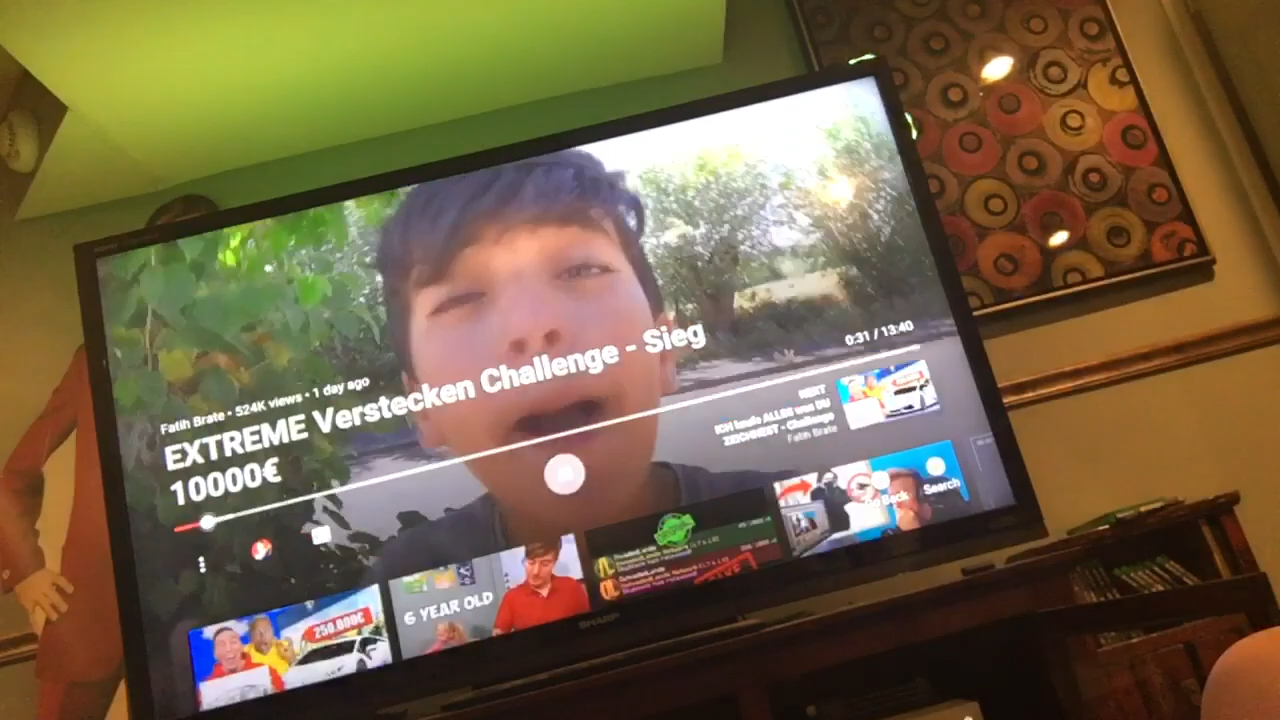 Fatih Brate • 524K views • 1 day ago
EXTREME Verstecken Challenge - Sieg
10000€
0:31 / 13:40
NEXT
ICH kaufe ALLES was DU
ZEICHNEST - Challenge
Fatih Brate
Go Back
Search
250.000€
6 YEAR OLD
SHARP